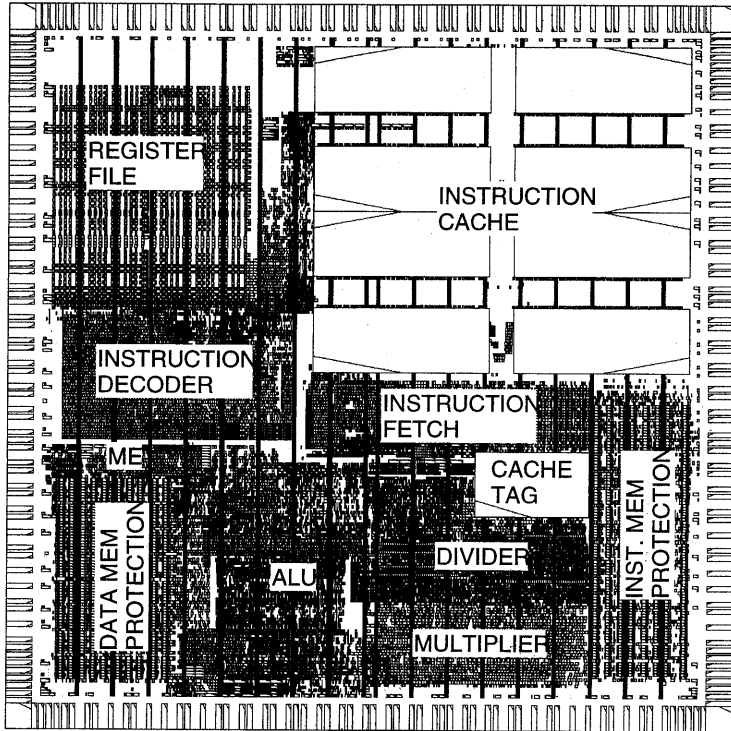 REGISTER
FILE
INSTRUCTION
CACHE
INSTRUCTION
DECODER
INSTRUCTION
FETCH
ME
CACHE
TAG
DATA MEM
PROTECTION
ALU
DIVIDER
INST. MEM
PROTECTION
MULTIPLIER